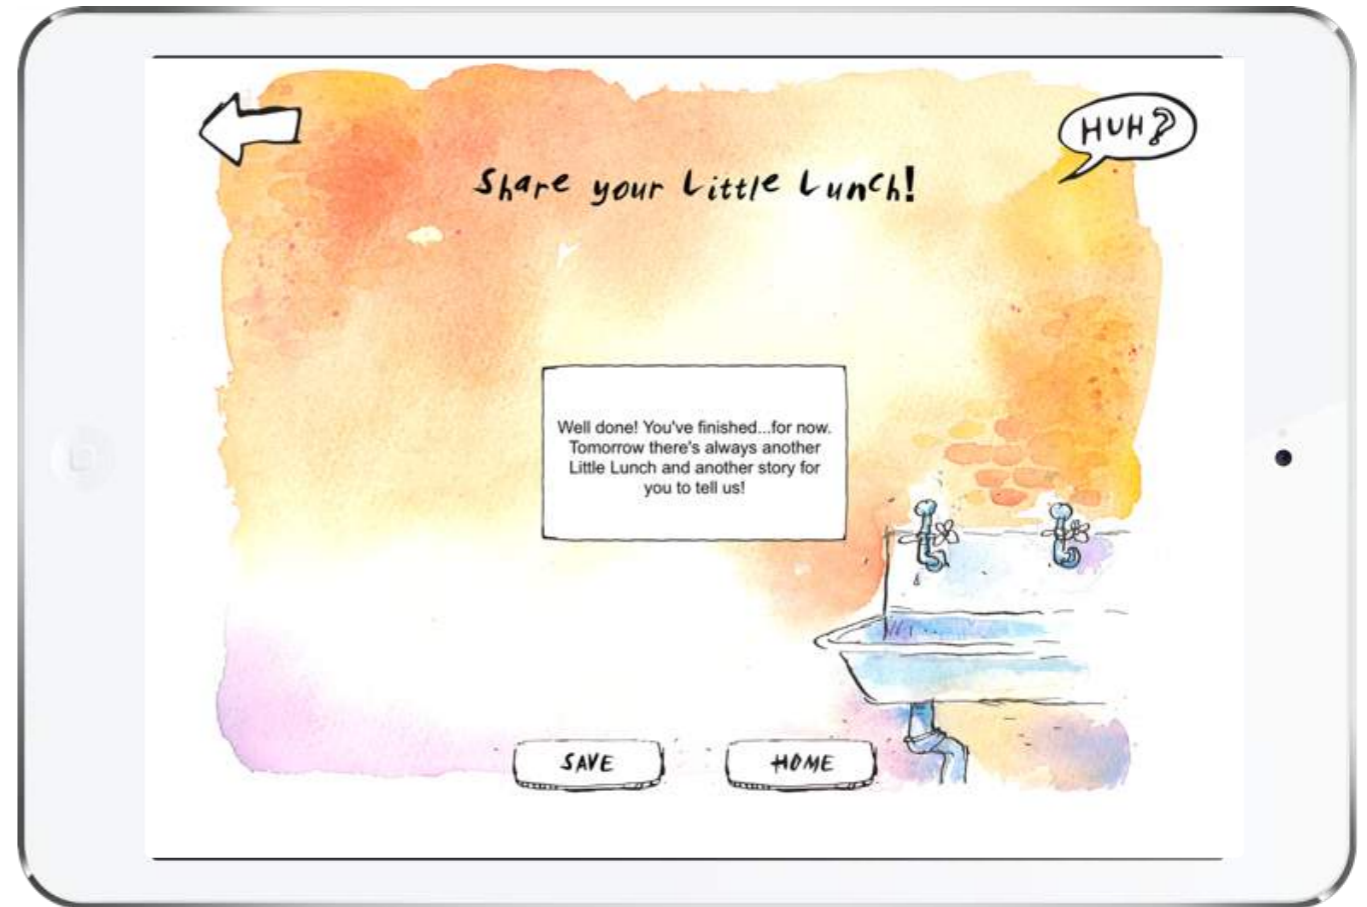 HUH?
Share your Little Lunch!
Well done! You've finished...for now.
Tomorrow there's always another
Little Lunch and another story for
you to tell us!
SAVE
HOME